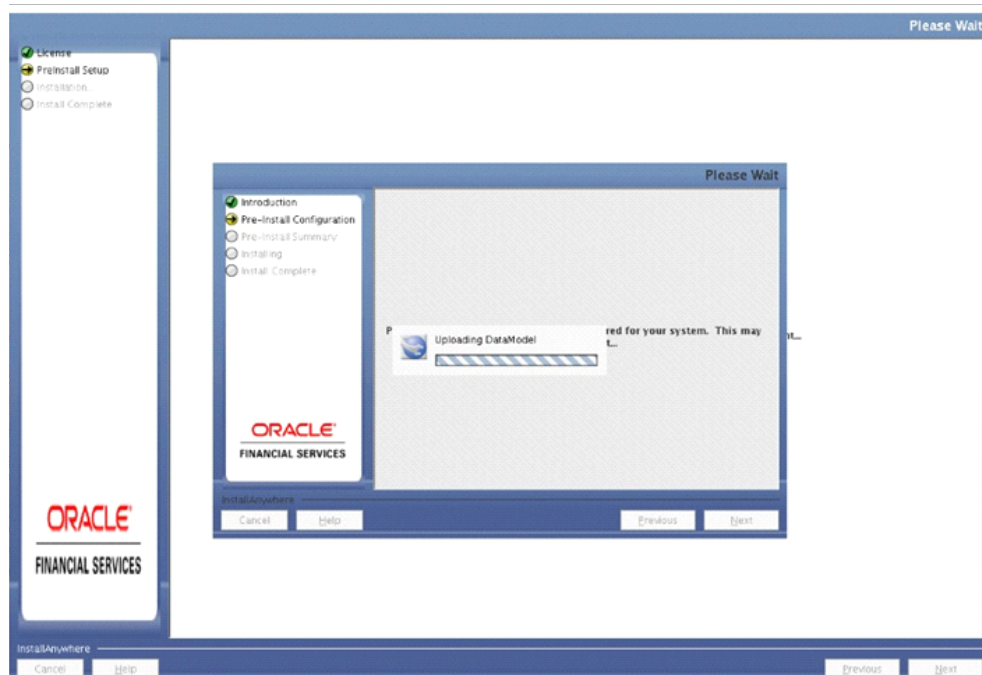 Please Wait
License
PreInstall Setup
Installation...
Install Complete
Please Wait
Introduction
Pre-Install Configuration
Pre-Install Summary
Installing
Install Complete
P
red for your system. This may
t...
nt...
Uploading DataModel
ORACLE
FINANCIAL SERVICES
InstallAnywhere
Cancel
Help
Previous
Next
ORACLE
FINANCIAL SERVICES
InstallAnywhere
Cancel
Help
Previous
Next